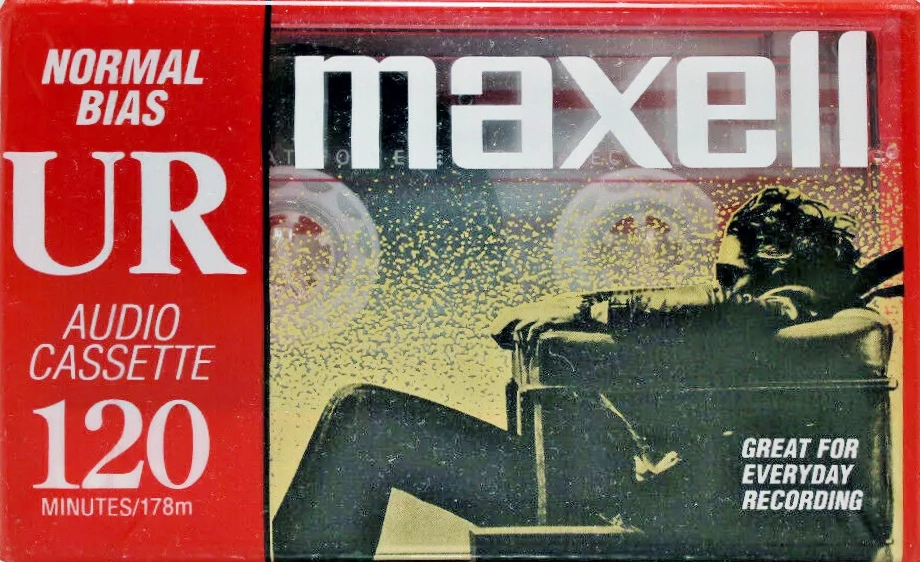 NORMAL
BIAS
UR
AUDIO
CASSETTE
120
MINUTES/178m
maxell
GREAT FOR
EVERYDAY
RECORDING